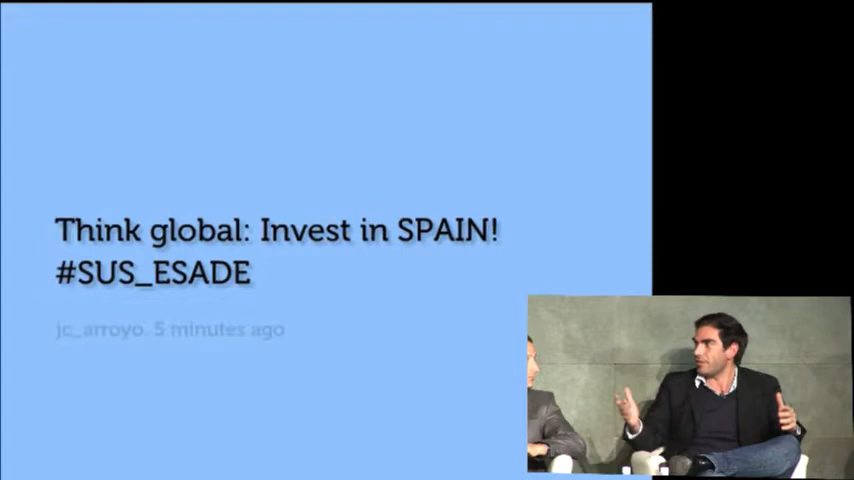 Think global: Invest in SPAIN!
#SUS_ESADE
jc_arroyo. 5 minutes ago